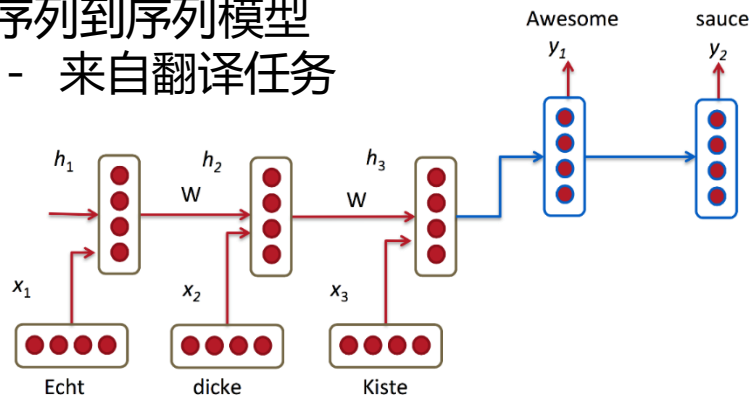 序列到序列模型
- 来自翻译任务
Awesome
sauce
y1
y2
h1
h2
h3
W
W
x1
x2
x3
Echt
dicke
Kiste